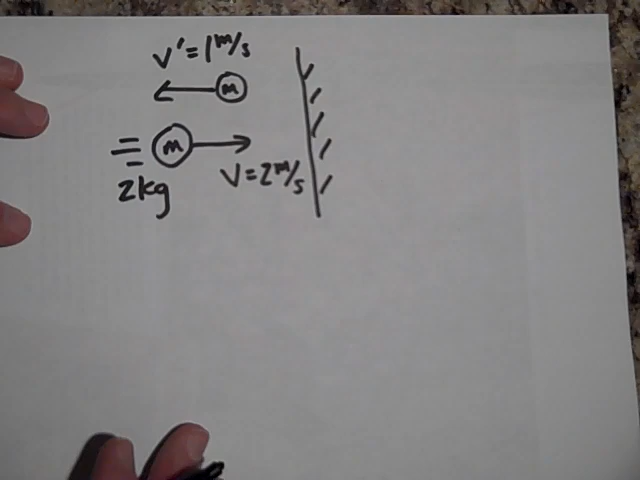 v' = 1 m/s
m
m
2kg
V = 2 m/s